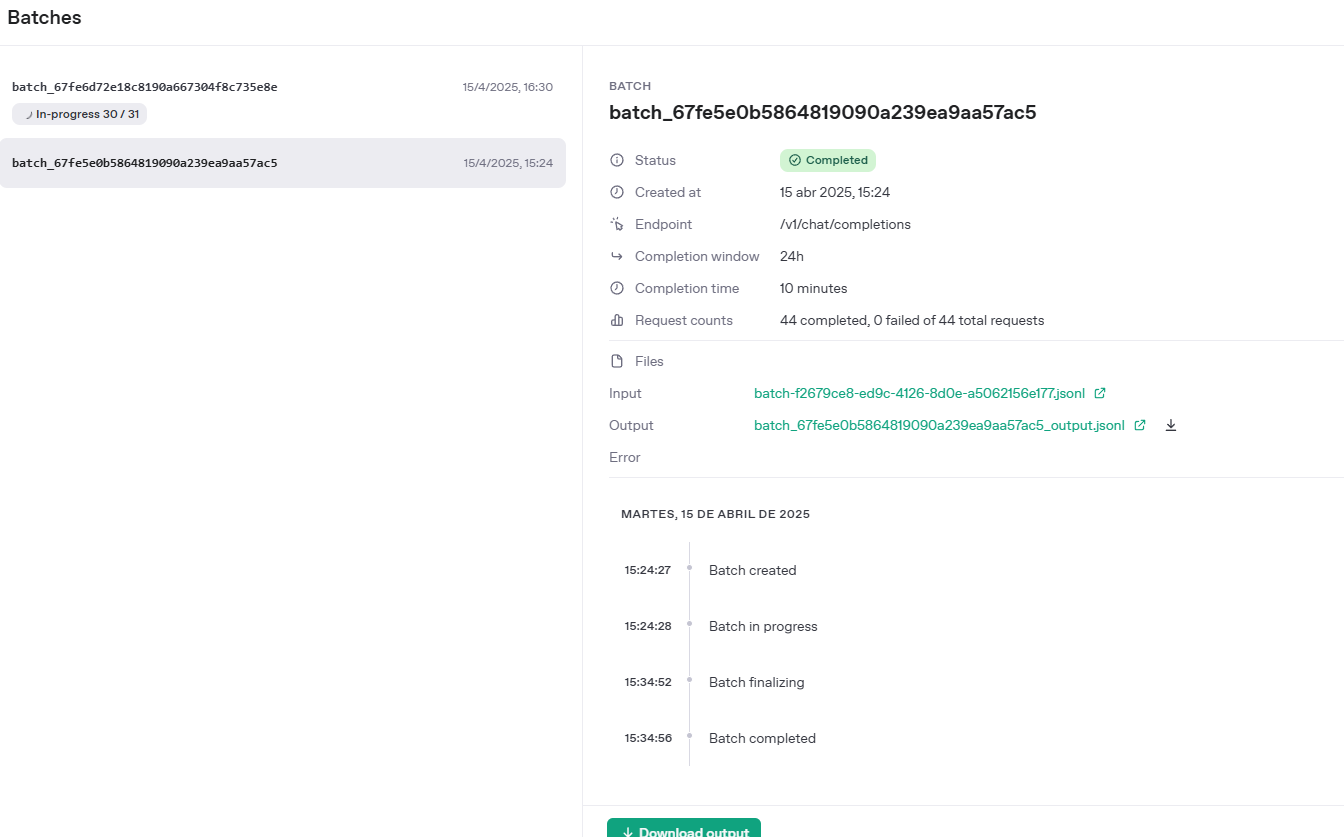 Batches
batch_67fe6d72e18c8190a667304f8c735e8e 15/4/2025, 16:30
In-progress 30 / 31
batch_67fe5e0b5864819090a239ea9aa57ac5 15/4/2025, 15:24
BATCH
batch_67fe5e0b5864819090a239ea9aa57ac5
Status Completed
Created at 15 abr 2025, 15:24
Endpoint /v1/chat/completions
Completion window 24h
Completion time 10 minutes
Request counts 44 completed, 0 failed of 44 total requests
Files
Input batch-f2679ce8-ed9c-4126-8d0e-a5062156e177.jsonl
Output batch_67fe5e0b5864819090a239ea9aa57ac5_output.jsonl
Error
MARTES, 15 DE ABRIL DE 2025
15:24:27 Batch created
15:24:28 Batch in progress
15:34:52 Batch finalizing
15:34:56 Batch completed
Download output